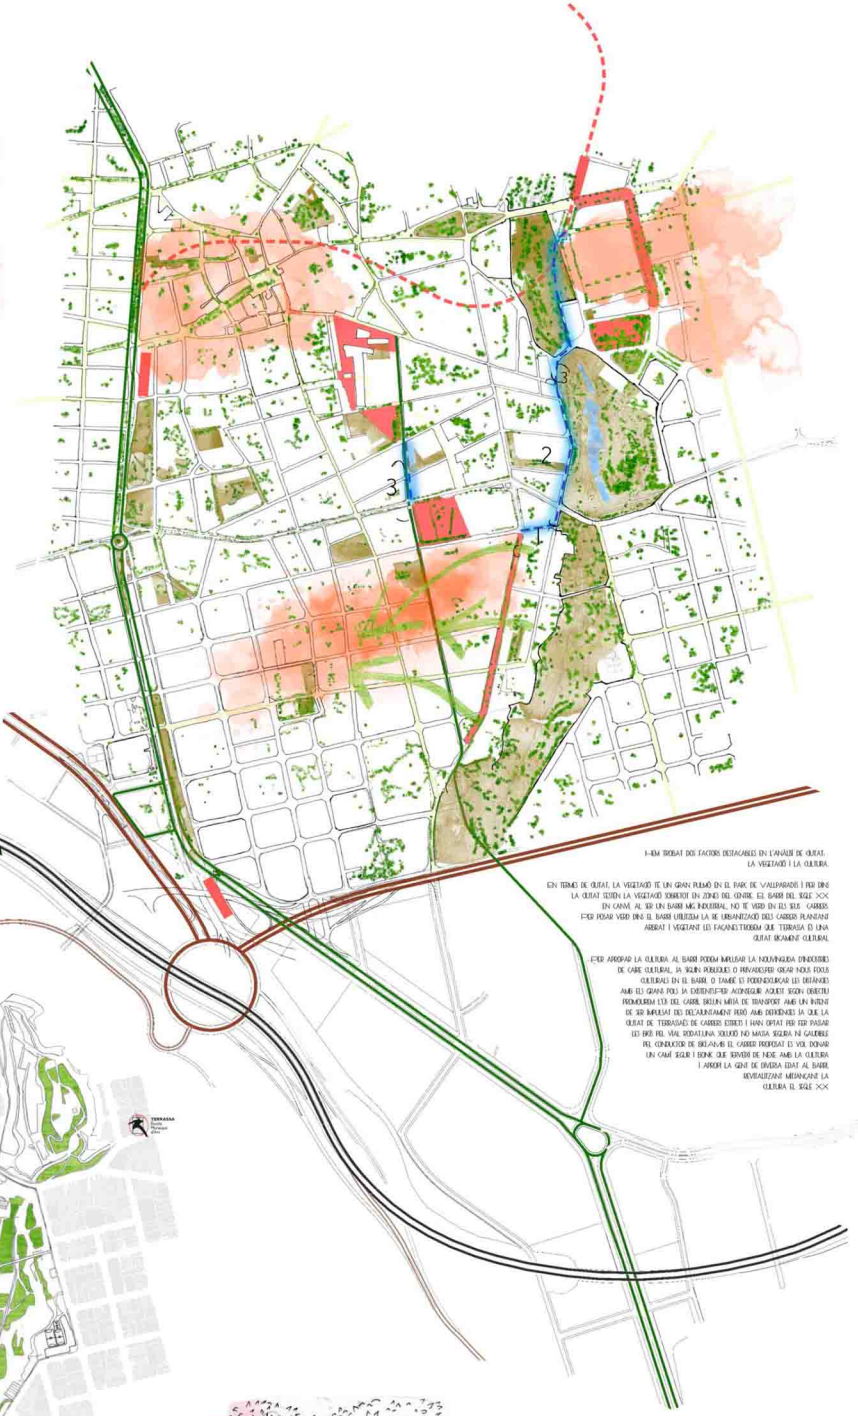 3
2
3
1
HEM TROBAT DOS FACTORS DESTACABLES EN L'ANÀLISI DE CIUTAT:
LA VEGETACIÓ I LA CULTURA.
EN TERMES DE CIUTAT, LA VEGETACIÓ TÉ UN GRAN PULMÓ EN EL PARC DE VALLPARADÍS I PER DINS
LA CIUTAT ESTÉN LA VEGETACIÓ SOBRETOT EN ZONES DEL CENTRE. EL BARRI DEL SEGLE XX
EN CANVI, AL SER UN BARRI MÉS INDUSTRIAL, NO TÉ VERD EN ELS SEUS CARRERS.
PER POSAR VERD DINS EL BARRI UTILITZEM LA RE URBANITZACIÓ DELS CARRERS PLANTANT
ARBRAT I VEGETANT LES FAÇANES.TROBEM QUE TERRASSA ÉS UNA
CIUTAT RICAMENT CULTURAL
PER APROPAR LA CULTURA AL BARRI PODEM IMPULSAR LA NOUVINGUDA D'INDÚSTRIES
DE CAIRE CULTURAL, JA SIGUIN PÚBLIQUES O PRIVADES,PER CREAR NOUS FOCUS
CULTURALS EN EL BARRI. O TAMBÉ ES PODEN ESCURÇAR LES DISTÀNCIES
AMB ELS GRANS POLS JA EXISTENTS.PER ACONSEGUIR AQUEST SEGON OBJECTIU
PROMOUREM L'ÚS DEL CARRIL BICI,UN MITJÀ DE TRANSPORT AMB UN INTENT
DE SER IMPULSAT DES DE L'AJUNTAMENT PERÒ AMB DEFICIÈNCIES JA QUE LA
CIUTAT DE TERRASSA ÉS DE CARRERS ESTRETS I HAN OPTAT PER FER PASSAR
LES BICIS PEL VIAL RODAT,UNA SOLUCIÓ NO MASSA SEGURA NI GAUDIBLE
PEL CONDUCTOR DE BICI.AMB EL CARRER PROPOSAT ES VOL DONAR
UN CAMÍ SEGUR I BONIC QUE SERVEIXI DE NEXE AMB LA CULTURA
I APROPI LA GENT DE DIVERSA EDAT AL BARRI,
REVITALITZANT MITJANÇANT LA
CULTURA EL SEGLE XX
TERRASSA
Escola
Municipal
d'Art